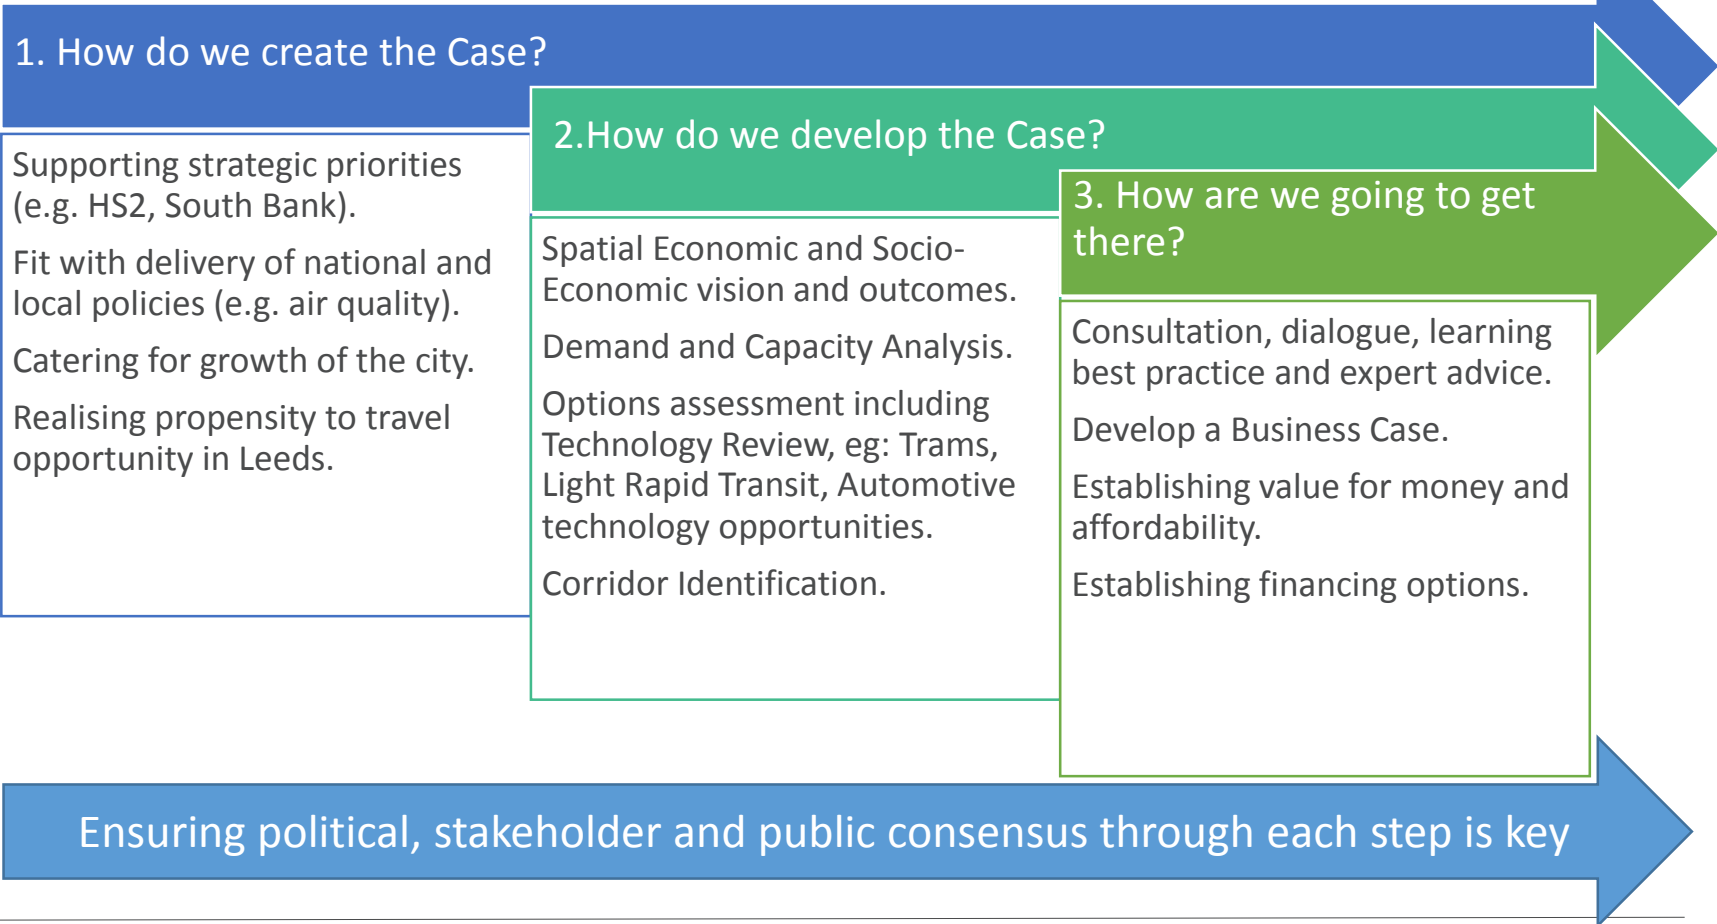 1. How do we create the Case?
Supporting strategic priorities
(e.g. HS2, South Bank).
Fit with delivery of national and
local policies (e.g. air quality).
Catering for growth of the city.
Realising propensity to travel
opportunity in Leeds.
2.How do we develop the Case?
Spatial Economic and Socio-
Economic vision and outcomes.
Demand and Capacity Analysis.
Options assessment including
Technology Review, eg: Trams,
Light Rapid Transit, Automotive
technology opportunities.
Corridor Identification.
3. How are we going to get
there?
Consultation, dialogue, learning
best practice and expert advice.
Develop a Business Case.
Establishing value for money and
affordability.
Establishing financing options.
Ensuring political, stakeholder and public consensus through each step is key